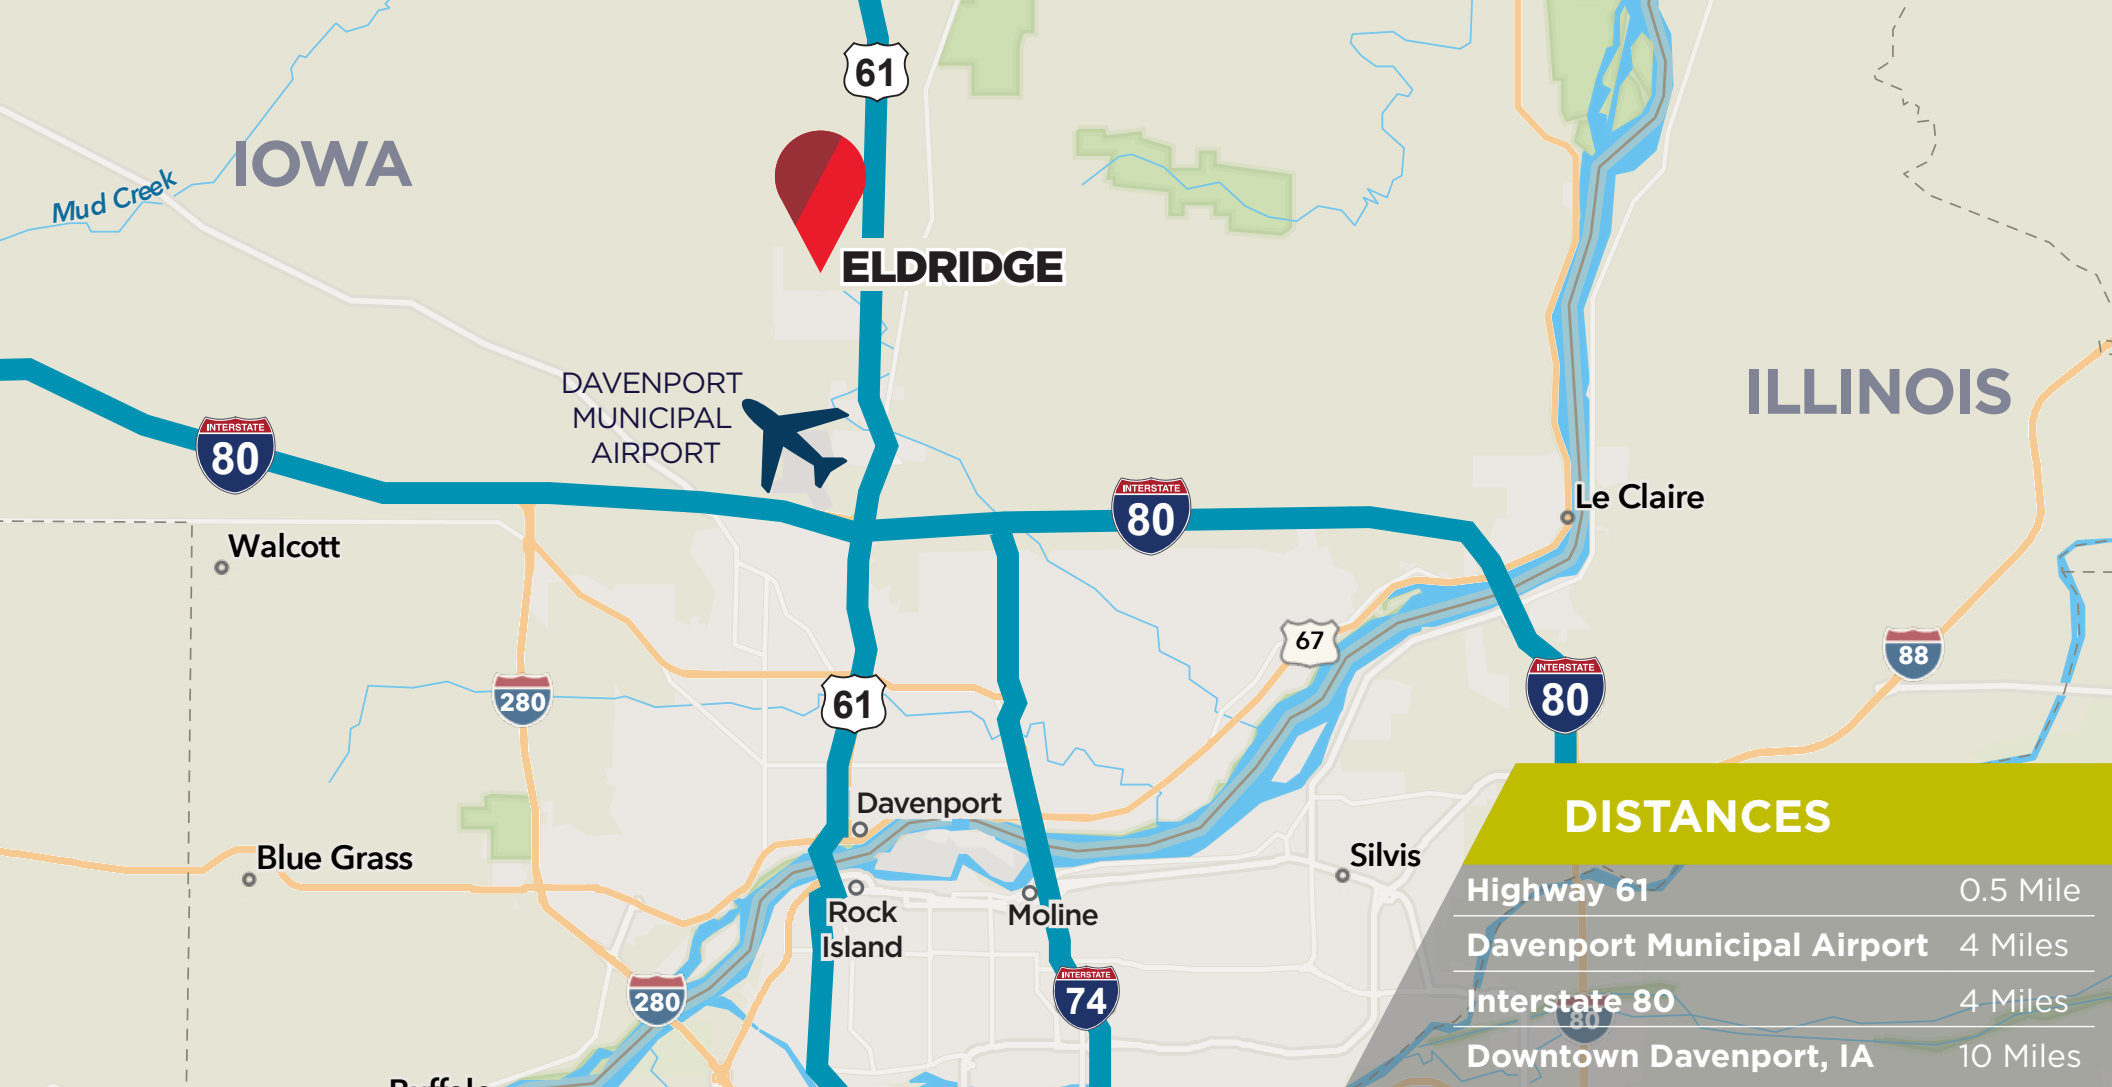 61
IOWA
Mud Creek
ELDRIDGE
DAVENPORT
MUNICIPAL
AIRPORT
ILLINOIS
INTERSTATE
80
INTERSTATE
80
Le Claire
Walcott
67
88
INTERSTATE
80
280
61
Davenport
DISTANCES
Blue Grass
Silvis
Highway 61 0.5 Mile
Rock
Island
Moline
Davenport Municipal Airport 4 Miles
280
INTERSTATE
74
Interstate 80 4 Miles
80
Downtown Davenport, IA 10 Miles